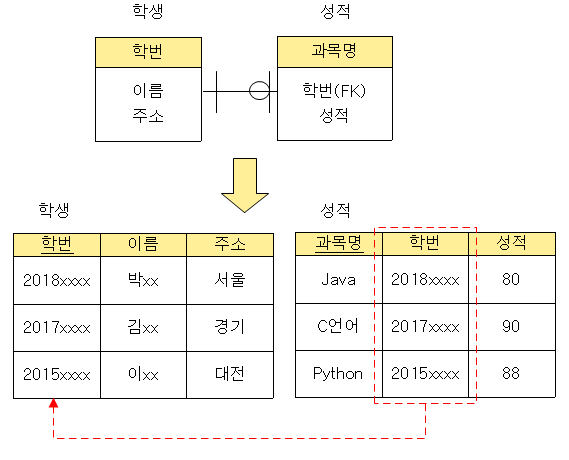 학생 성적
학번 과목명
이름 학번(FK)
주소 성적
학생 성적
학번 이름 주소 과목명 학번 성적
2018xxxx 박xx 서울 Java 2018xxxx 80
2017xxxx 김xx 경기 C언어 2017xxxx 90
2015xxxx 이xx 대전 Python 2015xxxx 88